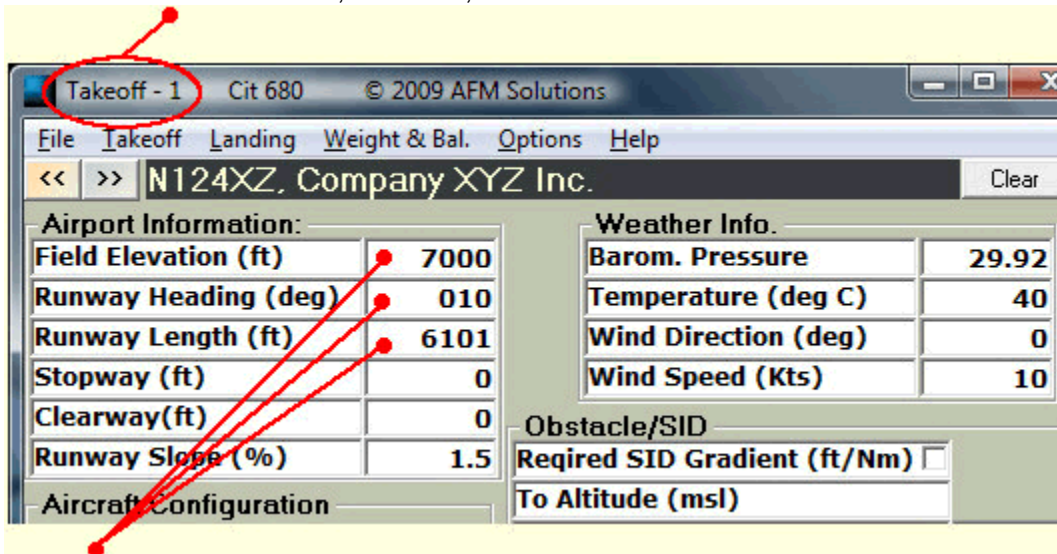 Takeoff - 1 Cit 680 © 2009 AFM Solutions
File Takeoff Landing Weight & Bal. Options Help
<< >> N124XZ, Company XYZ Inc. Clear
Airport Information:
Field Elevation (ft) 7000
Runway Heading (deg) 010
Runway Length (ft) 6101
Stopway (ft) 0
Clearway(ft) 0
Runway Slope (%) 1.5
Aircraft Configuration
Weather Info.
Barom. Pressure 29.92
Temperature (deg C) 40
Wind Direction (deg) 0
Wind Speed (Kts) 10
Obstacle/SID
Reqired SID Gradient (ft/Nm)
To Altitude (msl)